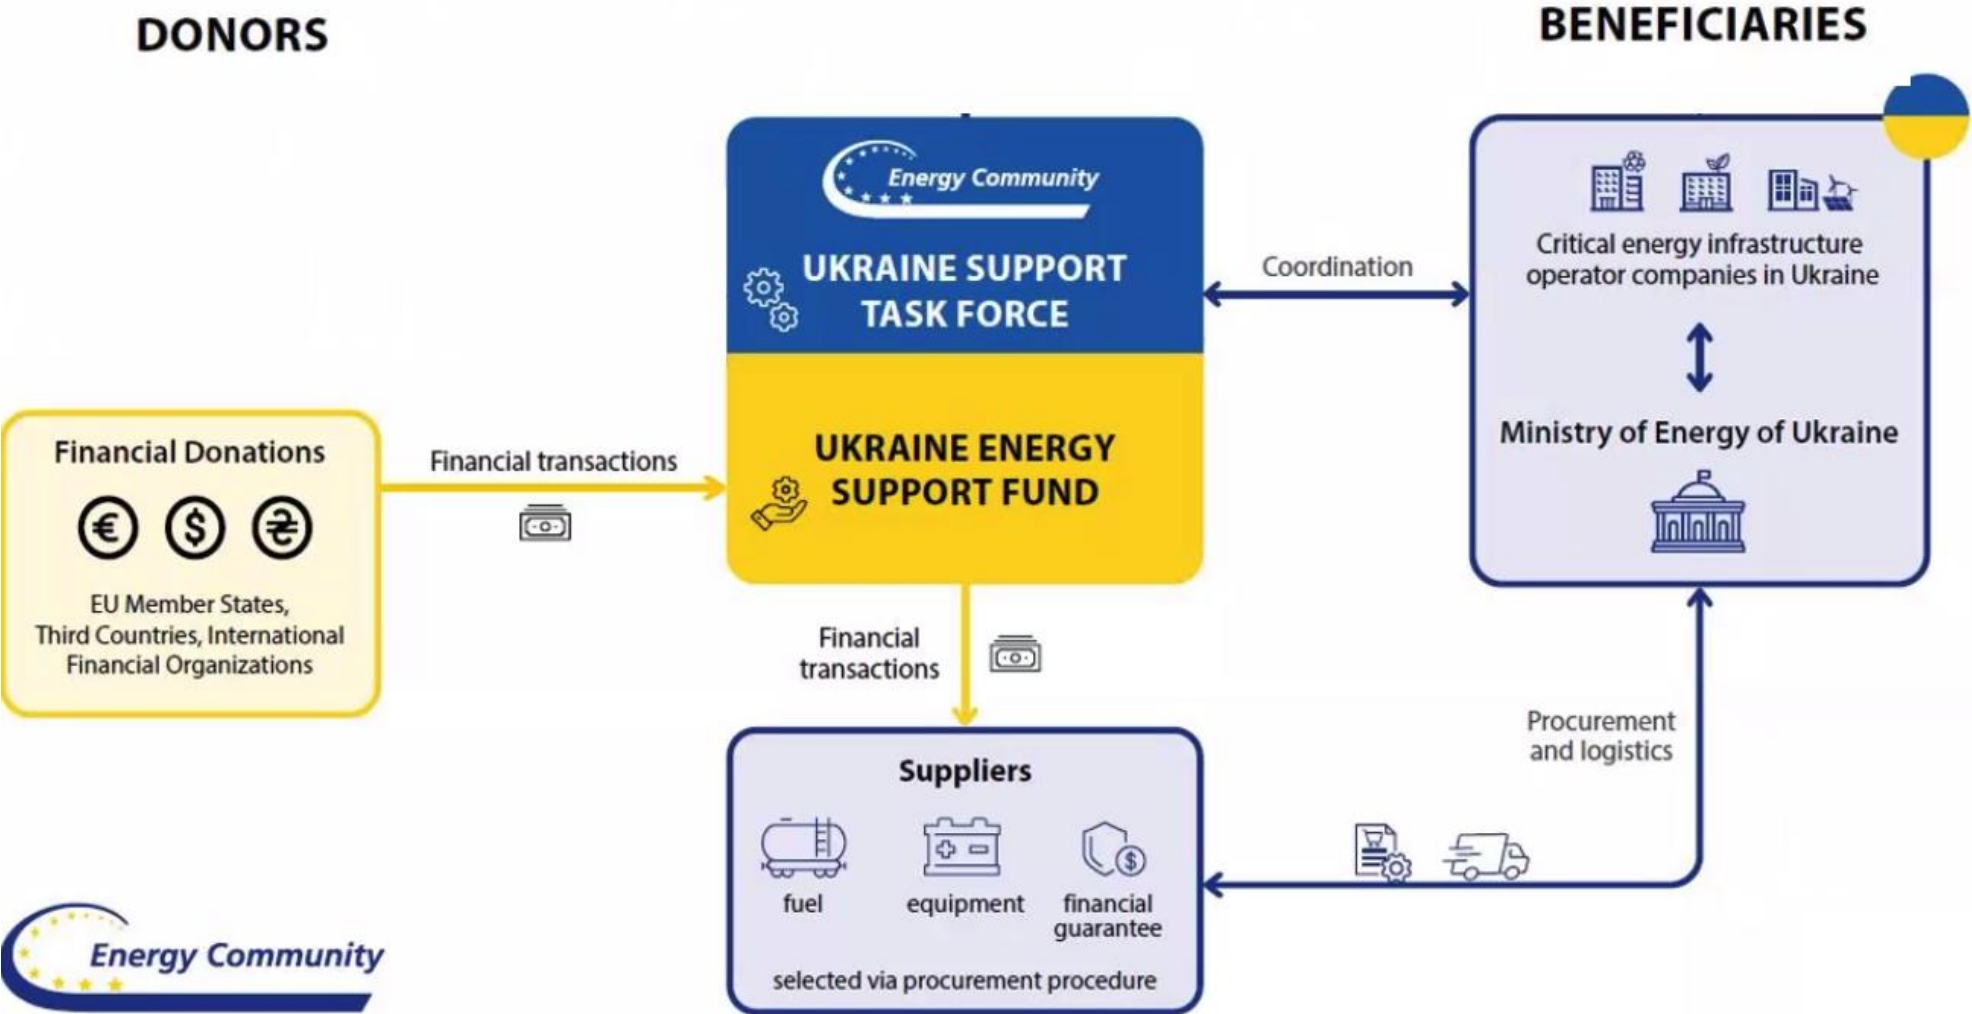 DONORS
BENEFICIARIES
Energy Community
UKRAINE SUPPORT
TASK FORCE
Coordination
Critical energy infrastructure
operator companies in Ukraine
Ministry of Energy of Ukraine
Financial Donations
€ $ ₴
EU Member States,
Third Countries, International
Financial Organizations
Financial transactions
UKRAINE ENERGY
SUPPORT FUND
Financial
transactions
Procurement
and logistics
Suppliers
fuel
equipment
$
financial
guarantee
selected via procurement procedure
Energy Community